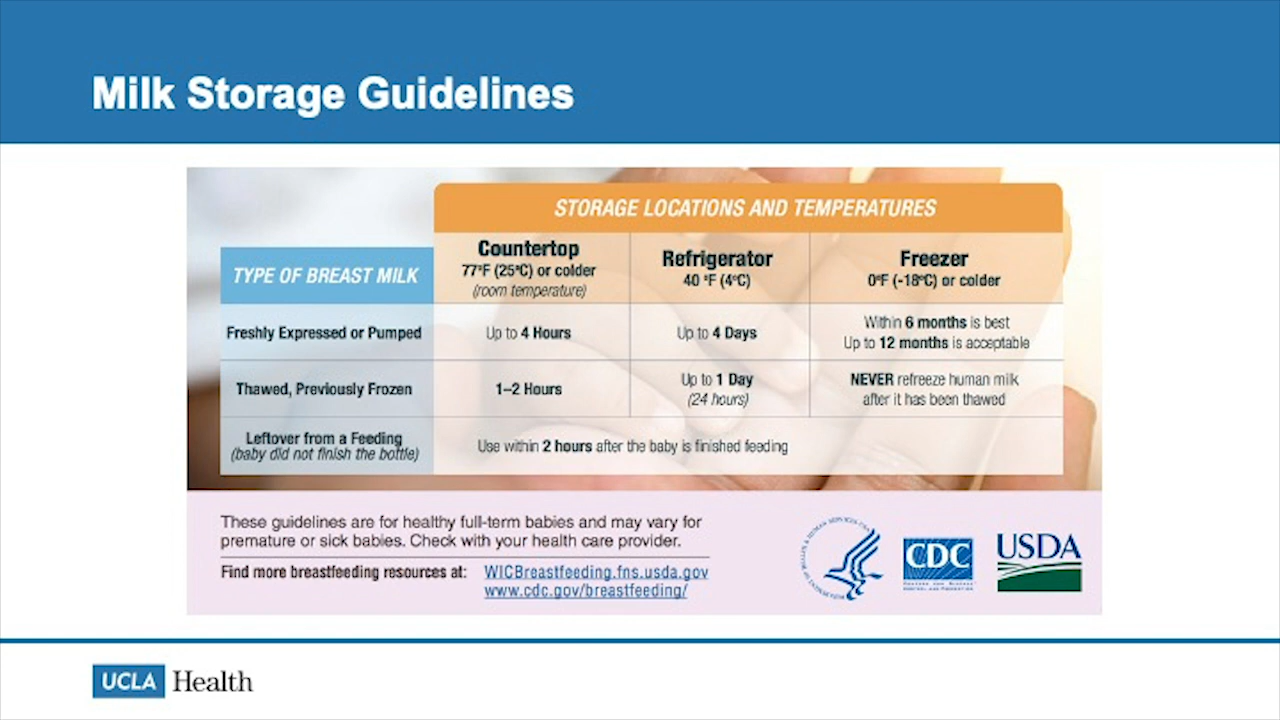 Milk Storage Guidelines
STORAGE LOCATIONS AND TEMPERATURES
TYPE OF BREAST MILK
Countertop
77°F (25°C) or colder
(room temperature)
Refrigerator
40 °F (4°C)
Freezer
0°F (-18°C) or colder
Freshly Expressed or Pumped
Up to 4 Hours
Up to 4 Days
Within 6 months is best
Up to 12 months is acceptable
Thawed, Previously Frozen
1–2 Hours
Up to 1 Day
(24 hours)
NEVER refreeze human milk
after it has been thawed
Leftover from a Feeding
(baby did not finish the bottle)
Use within 2 hours after the baby is finished feeding
These guidelines are for healthy full-term babies and may vary for
premature or sick babies. Check with your health care provider.
Find more breastfeeding resources at:
WICBreastfeeding.fns.usda.gov
www.cdc.gov/breastfeeding/
CDC
USDA
UCLA Health